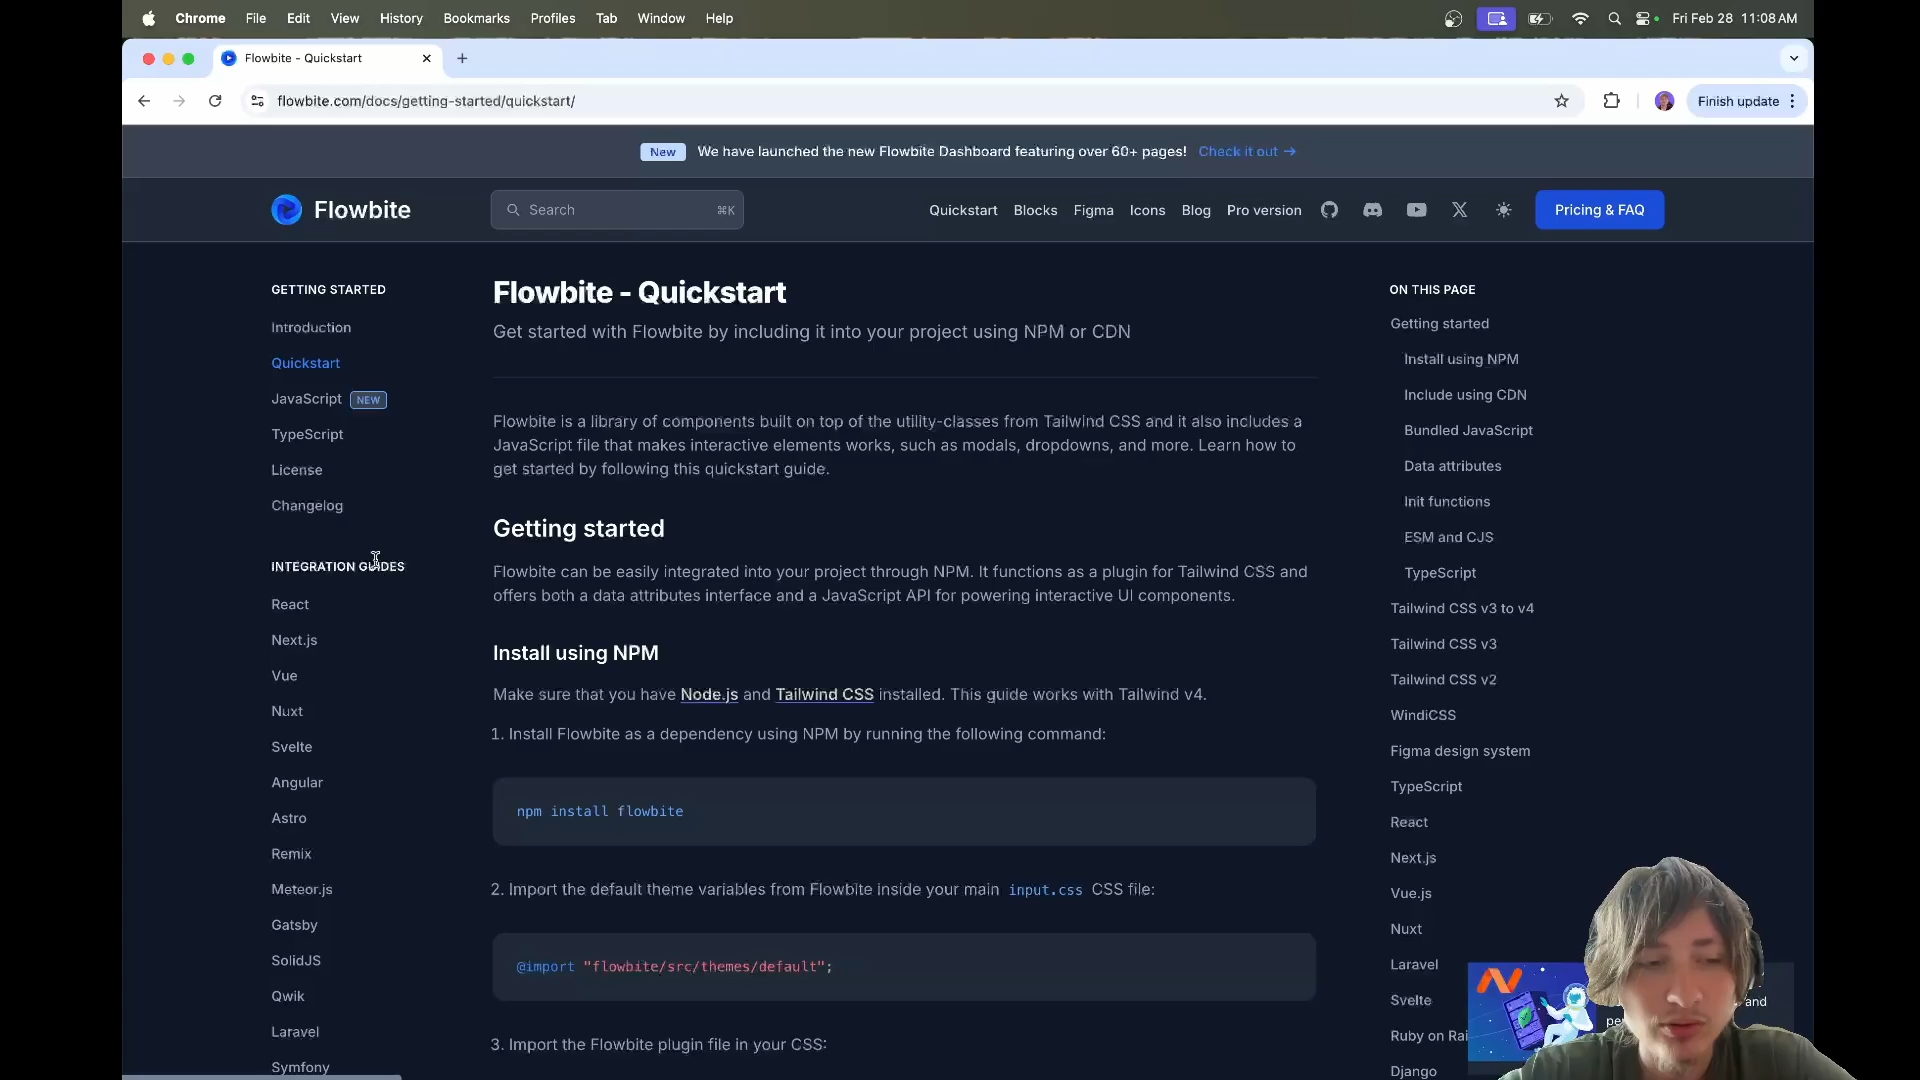 Chrome File Edit View History Bookmarks Profiles Tab Window Help Fri Feb 28 11:08 AM
Flowbite - Quickstart
flowbite.com/docs/getting-started/quickstart/ Finish update
New We have launched the new Flowbite Dashboard featuring over 60+ pages! Check it out →
Flowbite Search ⌘K Quickstart Blocks Figma Icons Blog Pro version Pricing & FAQ
GETTING STARTED
Introduction
Quickstart
JavaScript NEW
TypeScript
License
Changelog
INTEGRATION GUIDES
React
Next.js
Vue
Nuxt
Svelte
Angular
Astro
Remix
Meteor.js
Gatsby
SolidJS
Qwik
Laravel
Symfony
Flowbite - Quickstart
Get started with Flowbite by including it into your project using NPM or CDN
Flowbite is a library of components built on top of the utility-classes from Tailwind CSS and it also includes a
JavaScript file that makes interactive elements works, such as modals, dropdowns, and more. Learn how to
get started by following this quickstart guide.
Getting started
Flowbite can be easily integrated into your project through NPM. It functions as a plugin for Tailwind CSS and
offers both a data attributes interface and a JavaScript API for powering interactive UI components.
Install using NPM
Make sure that you have Node.js and Tailwind CSS installed. This guide works with Tailwind v4.
1. Install Flowbite as a dependency using NPM by running the following command:
npm install flowbite
2. Import the default theme variables from Flowbite inside your main input.css CSS file:
@import "flowbite/src/themes/default";
3. Import the Flowbite plugin file in your CSS:
ON THIS PAGE
Getting started
Install using NPM
Include using CDN
Bundled JavaScript
Data attributes
Init functions
ESM and CJS
TypeScript
Tailwind CSS v3 to v4
Tailwind CSS v3
Tailwind CSS v2
WindiCSS
Figma design system
TypeScript
React
Next.js
Vue.js
Nuxt
Laravel
Svelte
Ruby on Rai
Django
and